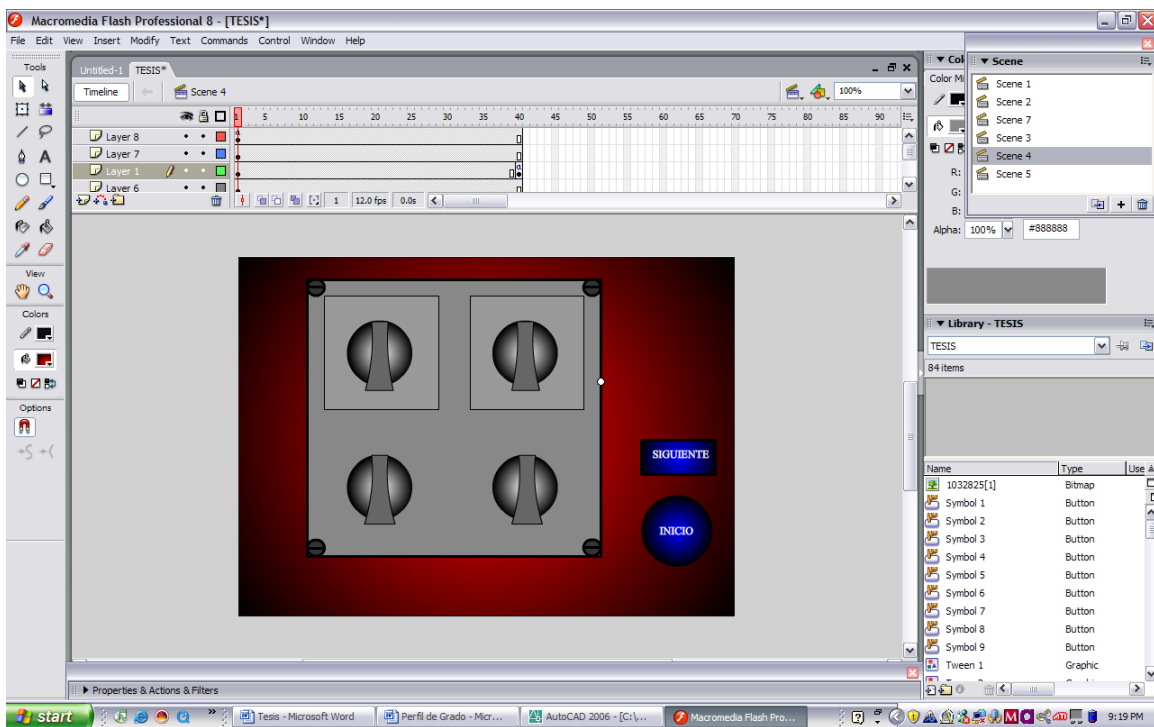 Macromedia Flash Professional 8 - [TESIS*]
File Edit View Insert Modify Text Commands Control Window Help
Tools
View
Colors
Options
Untitled-1 TESIS*
Timeline Scene 4 100%
1 5 10 15 20 25 30 35 40 45 50 55 60 65 70 75 80 85 90
Layer 8
Layer 7
Layer 1
Layer 6
1 12.0 fps 0.0s
SIGUIENTE
INICIO
Properties & Actions & Filters
Col
Color Mi
R:
G:
B:
Alpha: 100% #888888
Scene
Scene 1
Scene 2
Scene 7
Scene 3
Scene 4
Scene 5
Library - TESIS
TESIS
84 items
Name Type Use
1032825[1] Bitmap
Symbol 1 Button
Symbol 2 Button
Symbol 3 Button
Symbol 4 Button
Symbol 5 Button
Symbol 6 Button
Symbol 7 Button
Symbol 8 Button
Symbol 9 Button
Tween 1 Graphic
start Tesis - Microsoft Word Perfil de Grado - Micr... AutoCAD 2006 - [C:\... Macromedia Flash Pro... 9:19 PM